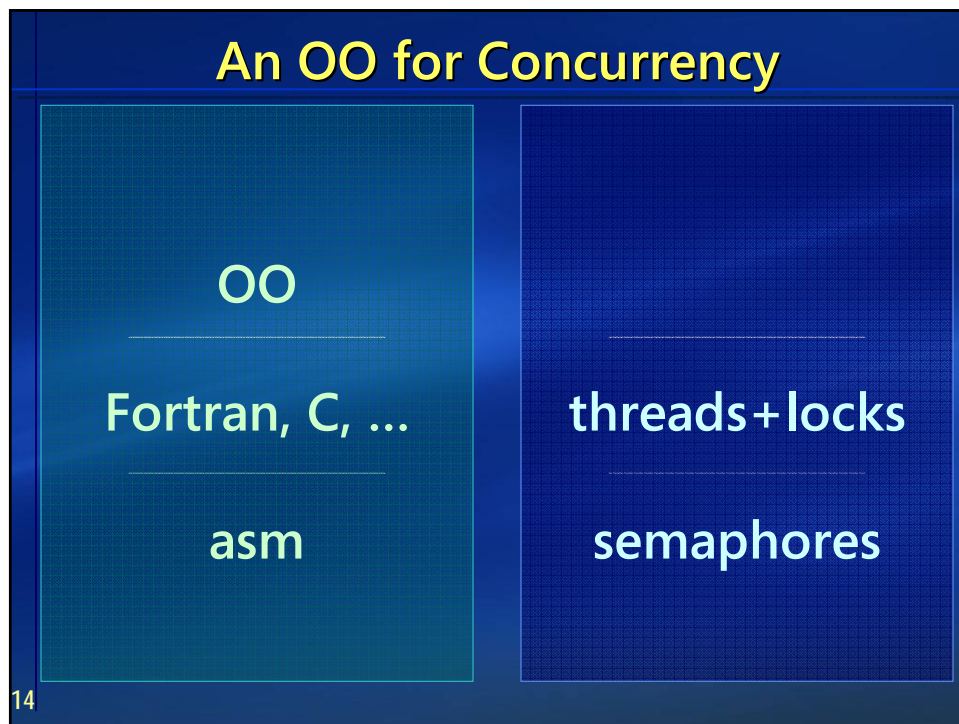 An OO for Concurrency
OO
Fortran, C, …
asm
threads+locks
semaphores
14